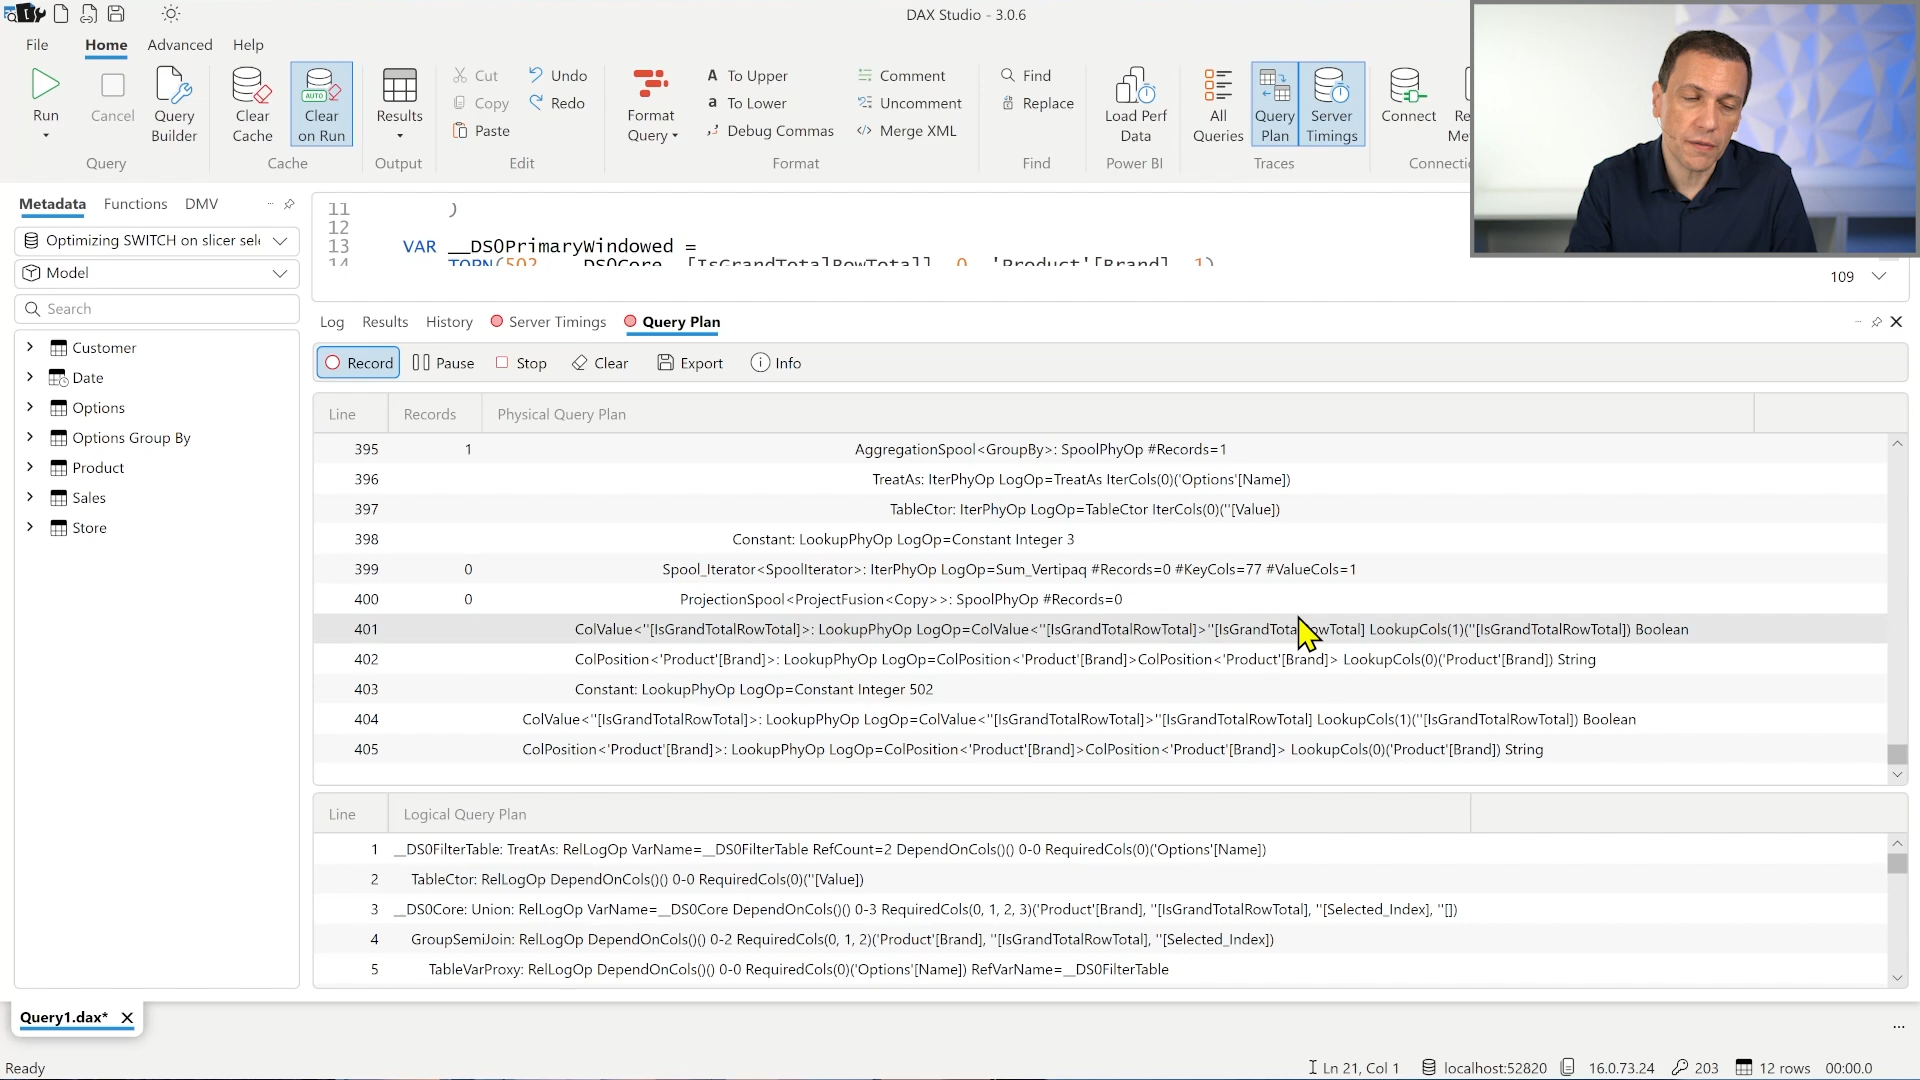 DAX Studio - 3.0.6
File Home Advanced Help
Run
Cancel
Query Builder
Query
Clear Cache
AUTO
Clear on Run
Cache
Results
Output
Cut Undo
Copy Redo
Paste
Edit
Format Query
To Upper
To Lower
Debug Commas
Comment
Uncomment
Merge XML
Format
Find
Replace
Find
Load Perf Data
Power BI
All Queries
Query Plan
Server Timings
Traces
Connect
Metadata Functions DMV
Optimizing SWITCH on slicer sel
Model
Search
Customer
Date
Options
Options Group By
Product
Sales
Store
11 )
12
13 VAR __DS0PrimaryWindowed =
14 TOPN(502, __DS0Core, [IsGrandTotalRowTotal], 0, 'Product'[Brand], 1)
109
Log Results History Server Timings Query Plan
Record Pause Stop Clear Export Info
Line Records Physical Query Plan
395 1 AggregationSpool<GroupBy>: SpoolPhyOp #Records=1
396 TreatAs: IterPhyOp LogOp=TreatAs IterCols(0)('Options'[Name])
397 TableCtor: IterPhyOp LogOp=TableCtor IterCols(0)(''[Value])
398 Constant: LookupPhyOp LogOp=Constant Integer 3
399 0 Spool_Iterator<SpoolIterator>: IterPhyOp LogOp=Sum_Vertipaq #Records=0 #KeyCols=77 #ValueCols=1
400 0 ProjectionSpool<ProjectFusion<Copy>>: SpoolPhyOp #Records=0
401 ColValue<''[IsGrandTotalRowTotal]>: LookupPhyOp LogOp=ColValue<''[IsGrandTotalRowTotal]>''[IsGrandTotalRowTotal] LookupCols(1)(''[IsGrandTotalRowTotal]) Boolean
402 ColPosition<'Product'[Brand]>: LookupPhyOp LogOp=ColPosition<'Product'[Brand]>ColPosition<'Product'[Brand]> LookupCols(0)('Product'[Brand]) String
403 Constant: LookupPhyOp LogOp=Constant Integer 502
404 ColValue<''[IsGrandTotalRowTotal]>: LookupPhyOp LogOp=ColValue<''[IsGrandTotalRowTotal]>''[IsGrandTotalRowTotal] LookupCols(1)(''[IsGrandTotalRowTotal]) Boolean
405 ColPosition<'Product'[Brand]>: LookupPhyOp LogOp=ColPosition<'Product'[Brand]>ColPosition<'Product'[Brand]> LookupCols(0)('Product'[Brand]) String
Line Logical Query Plan
1 __DS0FilterTable: TreatAs: RelLogOp VarName=__DS0FilterTable RefCount=2 DependOnCols()() 0-0 RequiredCols(0)('Options'[Name])
2 TableCtor: RelLogOp DependOnCols()() 0-0 RequiredCols(0)(''[Value])
3 __DS0Core: Union: RelLogOp VarName=__DS0Core DependOnCols()() 0-3 RequiredCols(0, 1, 2, 3)('Product'[Brand], ''[IsGrandTotalRowTotal], ''[Selected_Index], ''[])
4 GroupSemiJoin: RelLogOp DependOnCols()() 0-2 RequiredCols(0, 1, 2)('Product'[Brand], ''[IsGrandTotalRowTotal], ''[Selected_Index])
5 TableVarProxy: RelLogOp DependOnCols()() 0-0 RequiredCols(0)('Options'[Name]) RefVarName=__DS0FilterTable
Query1.dax*
Ready Ln 21, Col 1 localhost:52820 16.0.73.24 203 12 rows 00:00.0